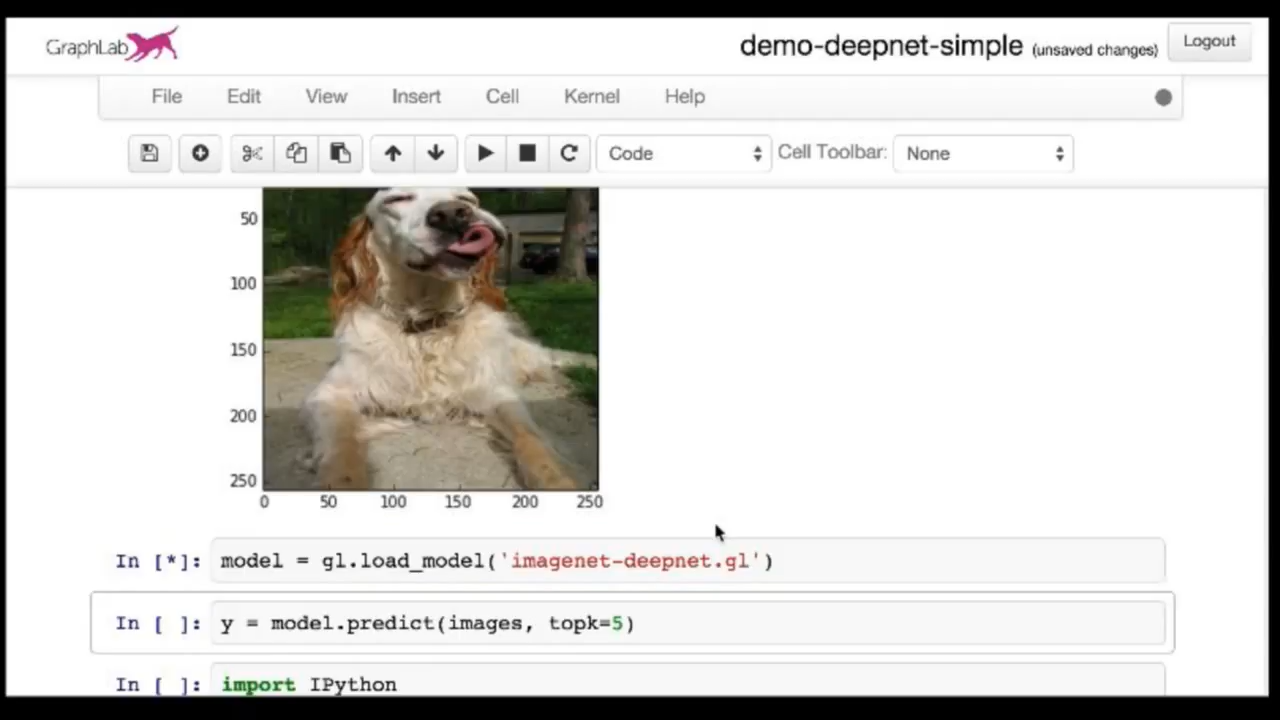 GraphLab
demo-deepnet-simple (unsaved changes)
Logout
File Edit View Insert Cell Kernel Help
Code Cell Toolbar: None
50
100
150
200
250
0 50 100 150 200 250
In [*]: model = gl.load_model('imagenet-deepnet.gl')
In [ ]: y = model.predict(images, topk=5)
In [ ]: import IPython